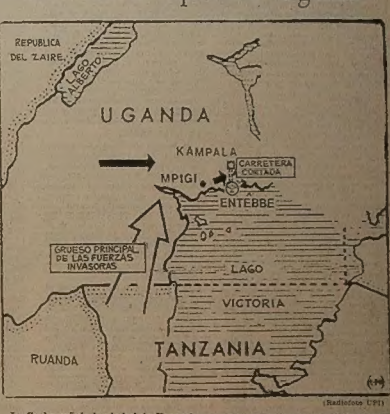 REPUBLICA
DEL ZAIRE
LAGO
ALBERTO
UGANDA
KAMPALA
CARRETERA
CORTADA
MPIGI
ENTEBBE
GRUESO PRINCIPAL
DE LAS FUERZAS
INVASORAS
LAGO
VICTORIA
RUANDA
TANZANIA
(Radiofoto UPI)